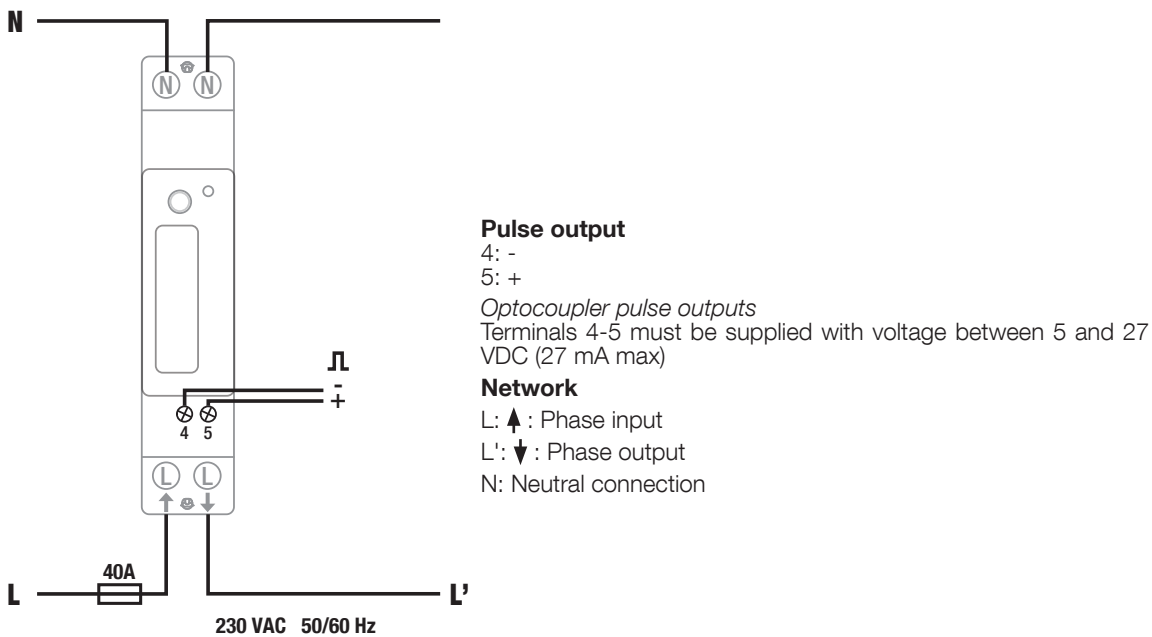 N
N N
Pulse output
4: -
5: +
Optocoupler pulse outputs
Terminals 4-5 must be supplied with voltage between 5 and 27
VDC (27 mA max)
Network
L: ↑ : Phase input
L': ↓ : Phase output
N: Neutral connection
-
+
4 5
L L
40A
L
L’
230 VAC 50/60 Hz